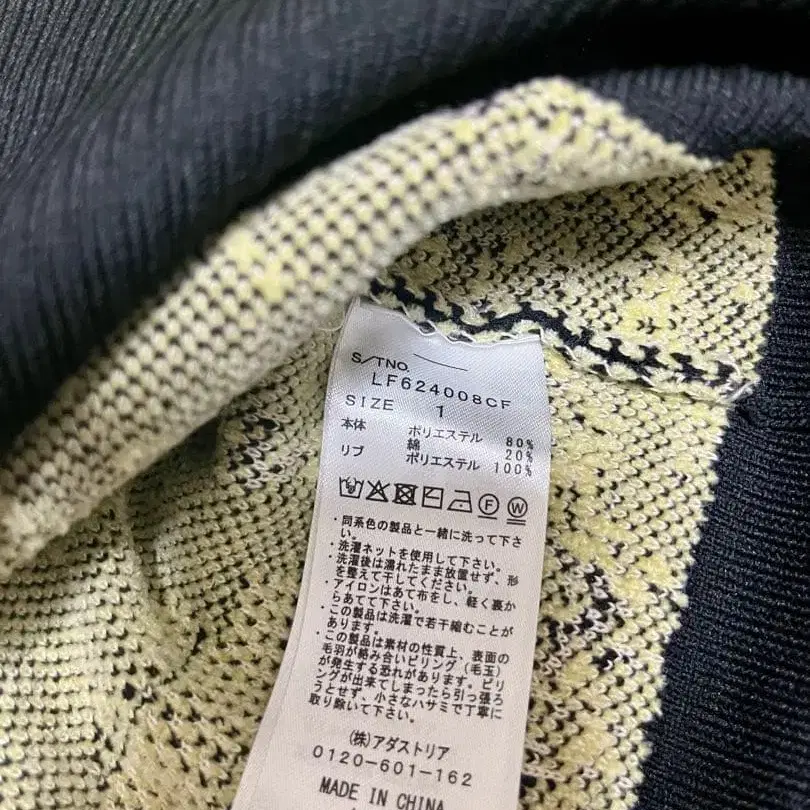 S/TNO.
LF624008CF
SIZE 1
本体 ポリエステル 80%
綿 20%
リブ ポリエステル 100%
F W
・同系色の製品と一緒に洗って下さ
い。
・洗濯ネットを使用して下さい。
・洗濯後は濡れたまま放置せず、形
を整えて干してください。
・アイロンはあて布をし、軽く裏か
らあてて下さい。
・この製品は洗濯で若干縮むことが
あります。
・この製品は素材の性質上、表面の
毛羽が絡み合いピリング(毛玉)
が発生する恐れがあります。ピリ
ングが出来てしまったら引っ張ろ
うとせず、小さなハサミで丁寧に
取り除いて下さい。
(株)アダストリア
0120-601-162
MADE IN CHINA